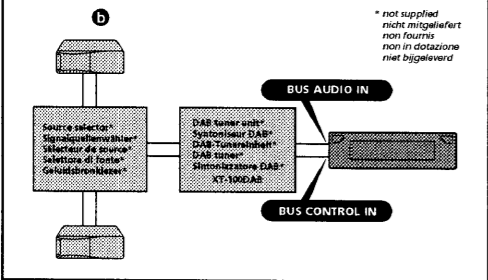 b
* not supplied
nicht mitgeliefert
non fournis
non in dotazione
niet bijgeleverd
BUS AUDIO IN
Source selector*
Signalquellenwähler*
Sélecteur de source*
Selettore di fonte*
Geluidsbronkiezer*
DAB tuner unit*
Syntoniseur DAB*
DAB-Tunereinheit*
DAB tuner*
Sintonizzatore DAB*
XT-100DAB
BUS CONTROL IN